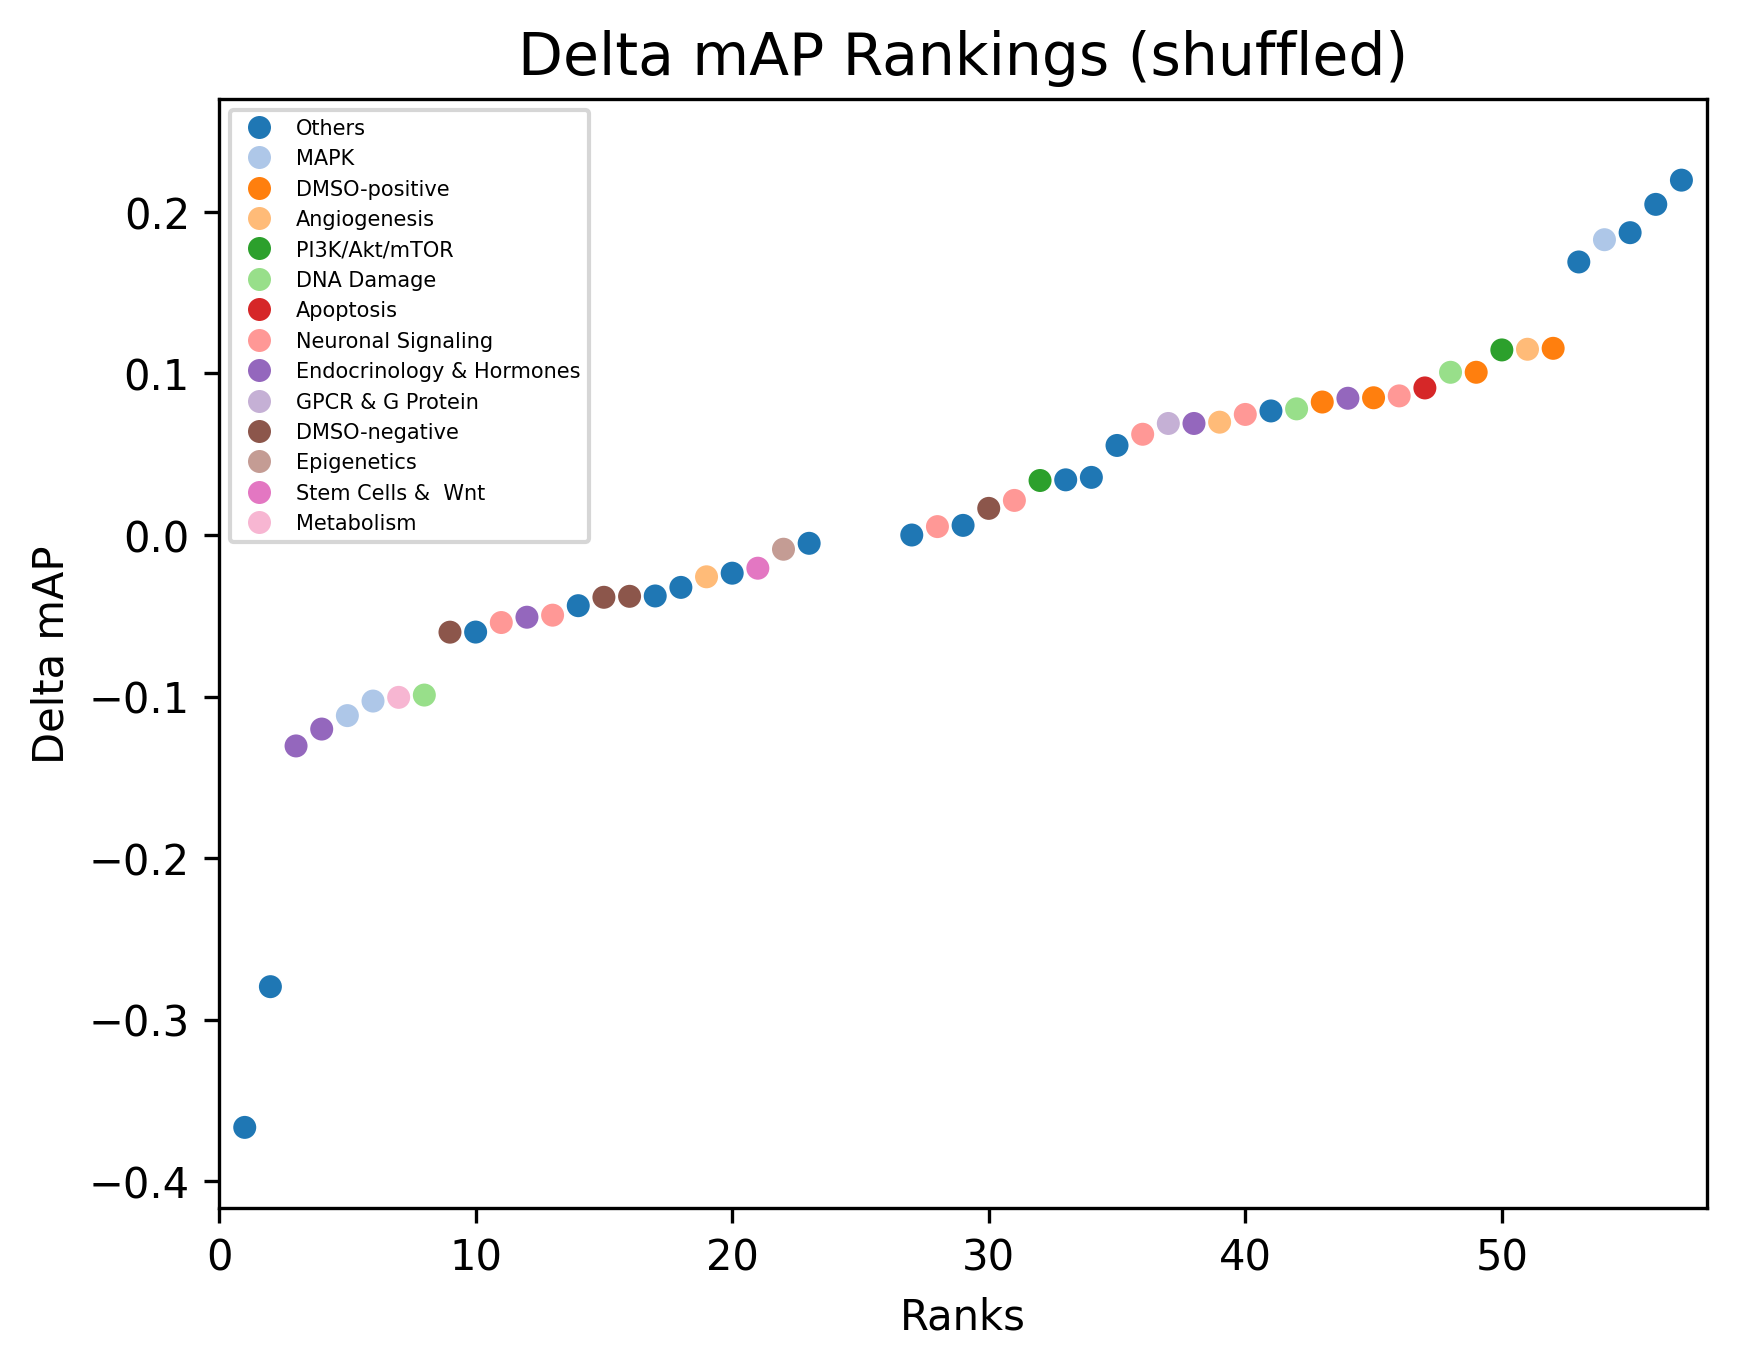 Delta mAP Rankings (shuffled)
Others
MAPK
DMSO-positive
Angiogenesis
PI3K/Akt/mTOR
DNA Damage
Apoptosis
Neuronal Signaling
Endocrinology & Hormones
GPCR & G Protein
DMSO-negative
Epigenetics
Stem Cells &  Wnt
Metabolism
0.2
0.1
0.0
−0.1
−0.2
−0.3
−0.4
Delta mAP
0 10 20 30 40 50
Ranks